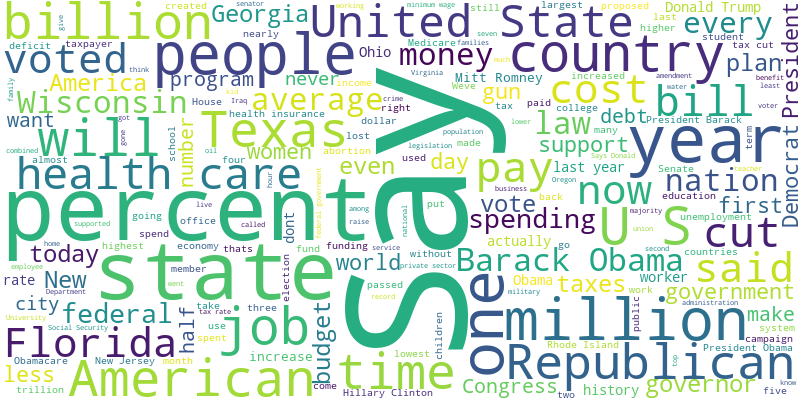 billion
give
created
deficit
taxpayer
nearly
Georgia
United State
working
senator
minimum wage
still
largest
proposed
Medicare
families
seven
Donald Trump
last
higher
every
student
tax cut
President
voted
people
Ohio
money
country
plan
family
think
America
program
never
Mitt Romney
increased
amendment
benefit
water
least
voter
Wisconsin
House
Iraq
kid
income
right
crime
Virginia
Weve
much
gun
tax
paid
college
cost
bill
combined
got
gone
average
health insurance
dollar
debt
President Barack
want
will
number
oil
Texas
lost
population
made
law
many
term
year
almost
school
four
women
abortion
legislation
lower
support
Senate
Says Donald
health care
live
federal government
even
used
day
pay
Oregon
last year
now
nation
teacher
Democrat
percent
Say
among
raise
national
put
business
back
vote
education
majority
first
supported
going
office
called
hour
dont
spending
U S
union
unemployment
cut
home
highest
spend
economy
thats
fund
funding
service
without
actually
go
second
countries
today
state
election
world
private sector
Barack Obama
said
rate
New
employee
Department
went
member
passed
record
military
Obama
taxes
worker
work
government
administration
city
University
federal
Social Security
tax rate
take
use
three
job
budget
children
one
million
public
make
system
campaign
Florida
half
spent
increase
lowest
Republican
Rhode Island
President Obama
top
Obamacare
New Jersey
month
less
trillion
American
come
time
Hillary Clinton
Congress
two
history
governor
five
know